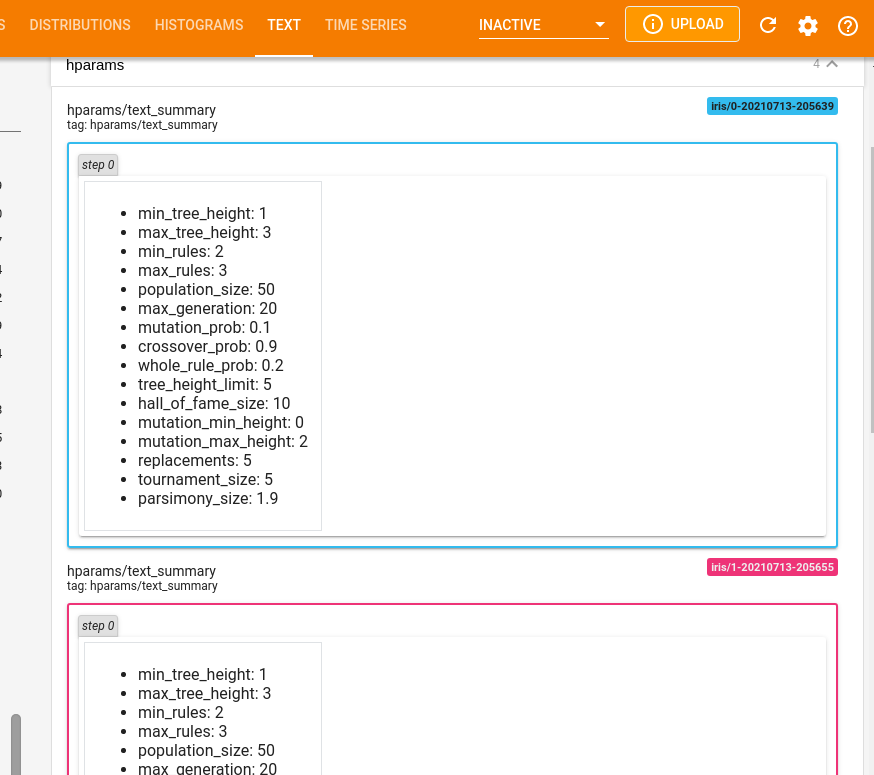 DISTRIBUTIONS HISTOGRAMS TEXT TIME SERIES INACTIVE UPLOAD
hparams 4
hparams/text_summary iris/0-20210713-205639
tag: hparams/text_summary
step 0
min_tree_height: 1
max_tree_height: 3
min_rules: 2
max_rules: 3
population_size: 50
max_generation: 20
mutation_prob: 0.1
crossover_prob: 0.9
whole_rule_prob: 0.2
tree_height_limit: 5
hall_of_fame_size: 10
mutation_min_height: 0
mutation_max_height: 2
replacements: 5
tournament_size: 5
parsimony_size: 1.9
hparams/text_summary iris/1-20210713-205655
tag: hparams/text_summary
step 0
min_tree_height: 1
max_tree_height: 3
min_rules: 2
max_rules: 3
population_size: 50
max_generation: 20